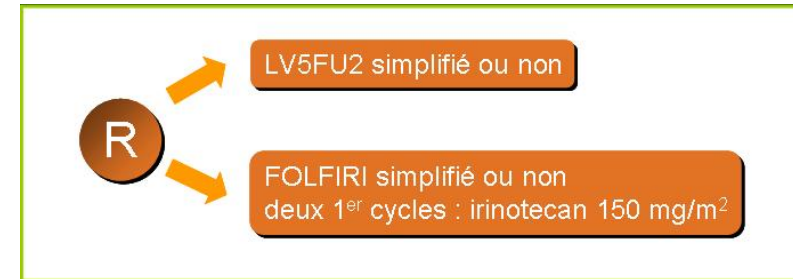 LV5FU2 simplifié ou non
R
FOLFIRI simplifié ou non
deux 1er cycles : irinotecan 150 mg/m²